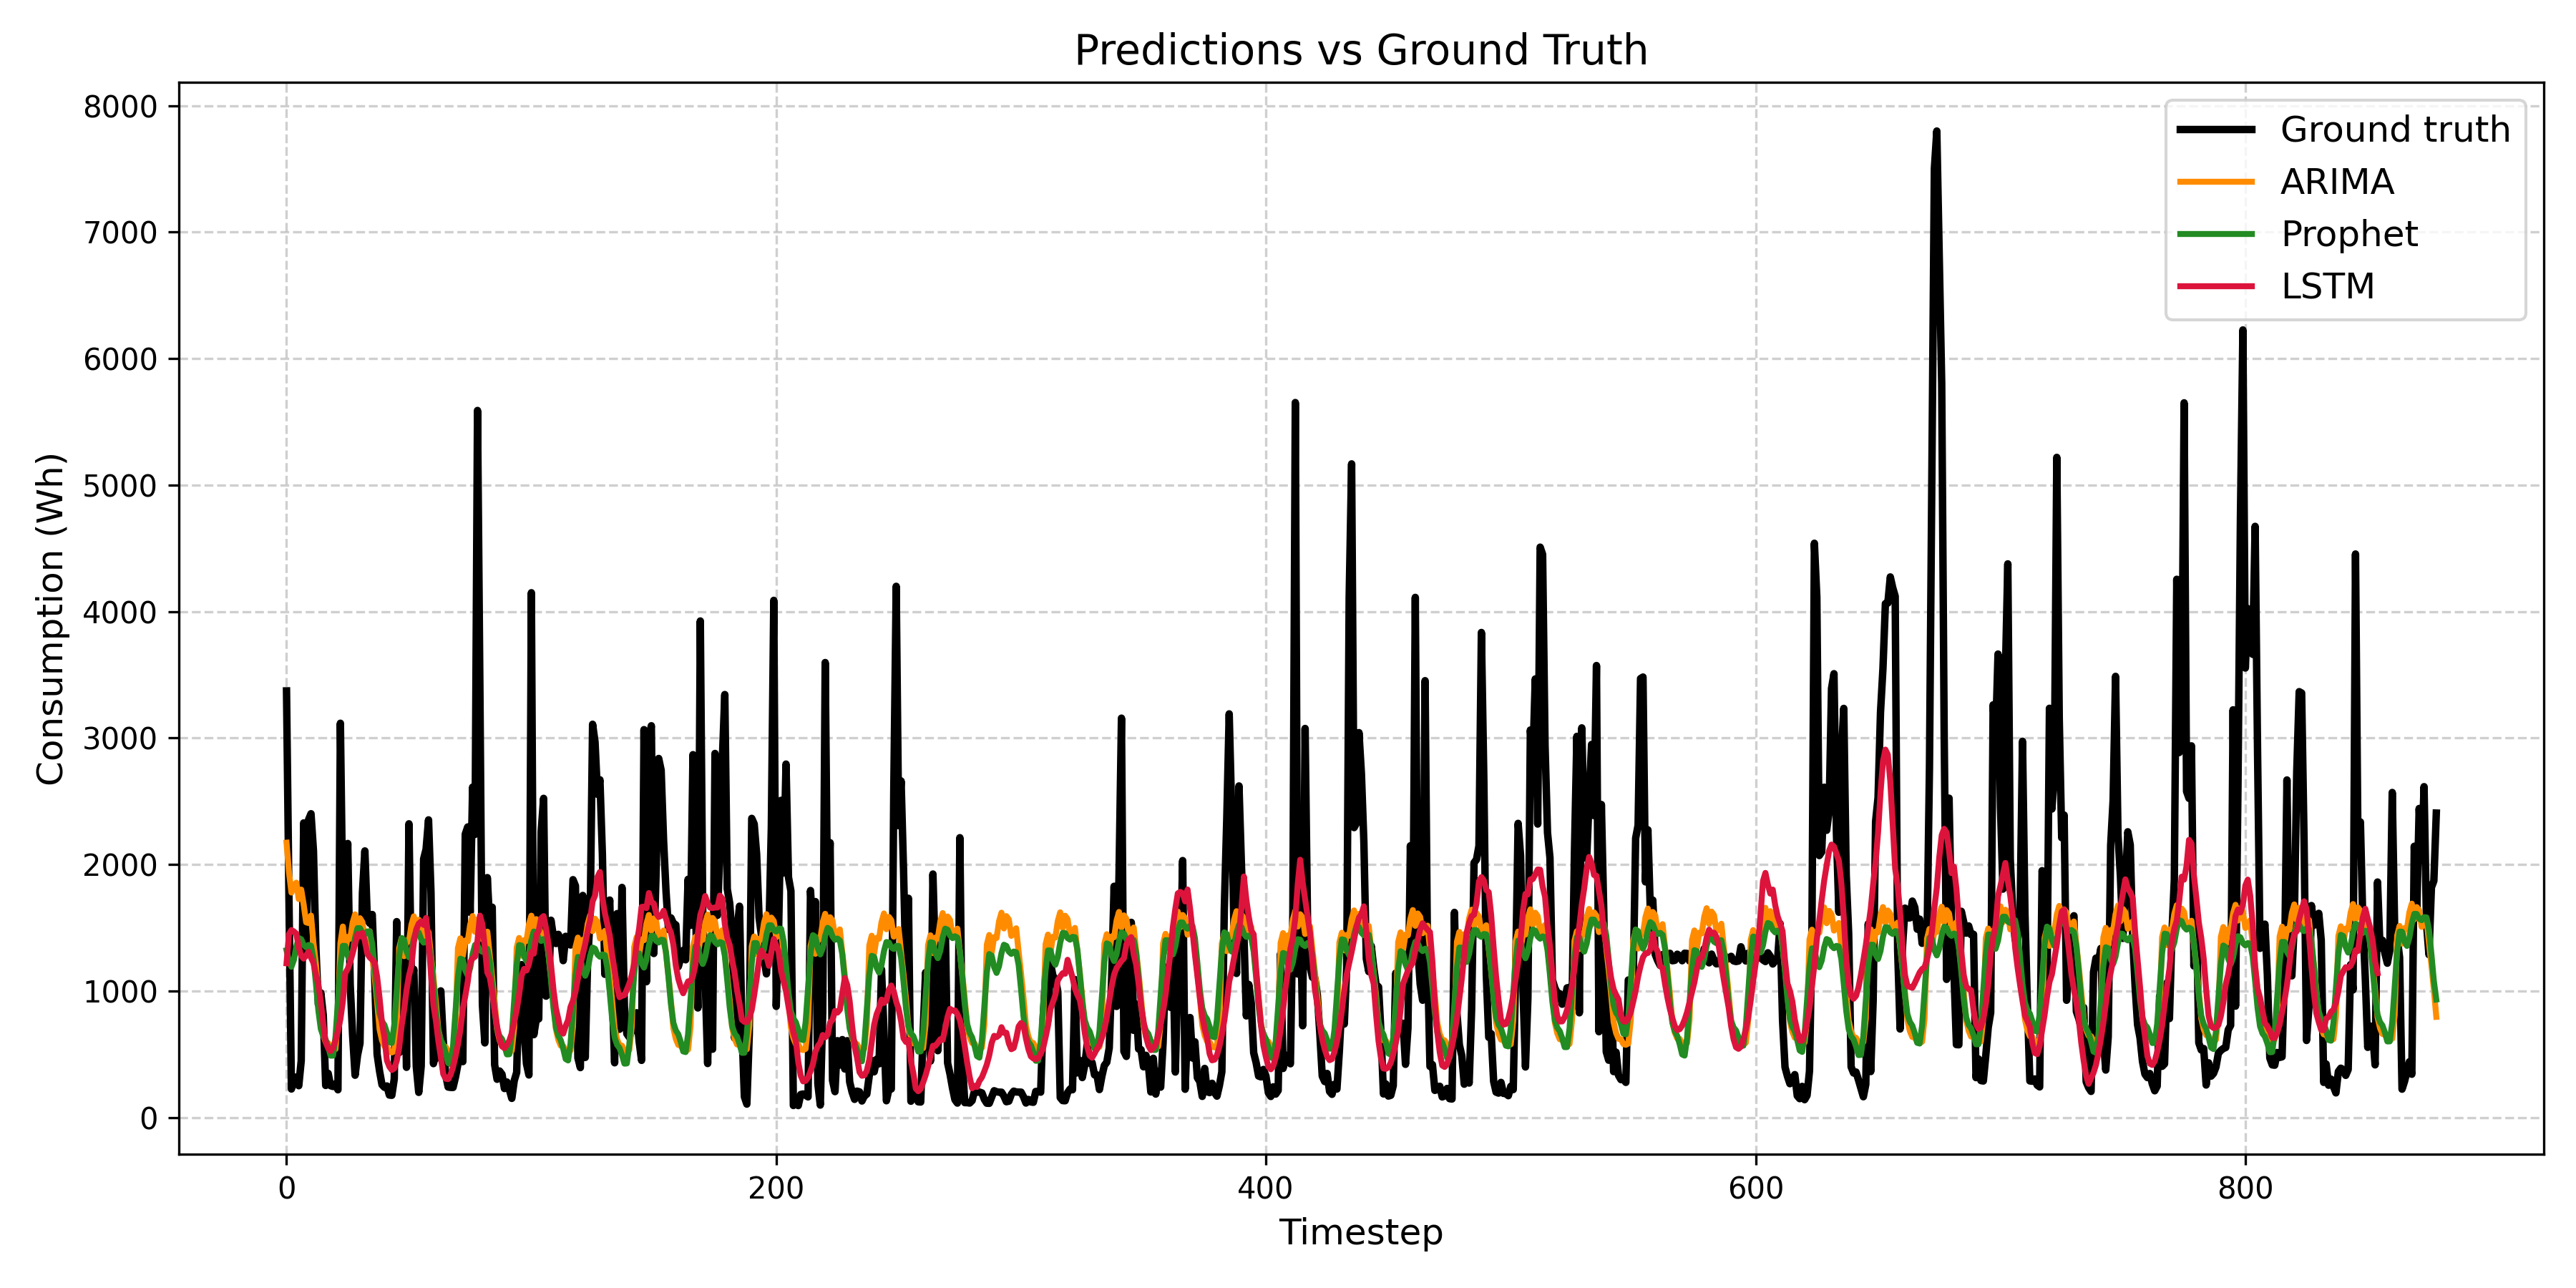 Predictions vs Ground Truth
8000
7000
6000
5000
4000
3000
2000
1000
0
Consumption (Wh)
Ground truth
ARIMA
Prophet
LSTM
0 200 400 600 800
Timestep